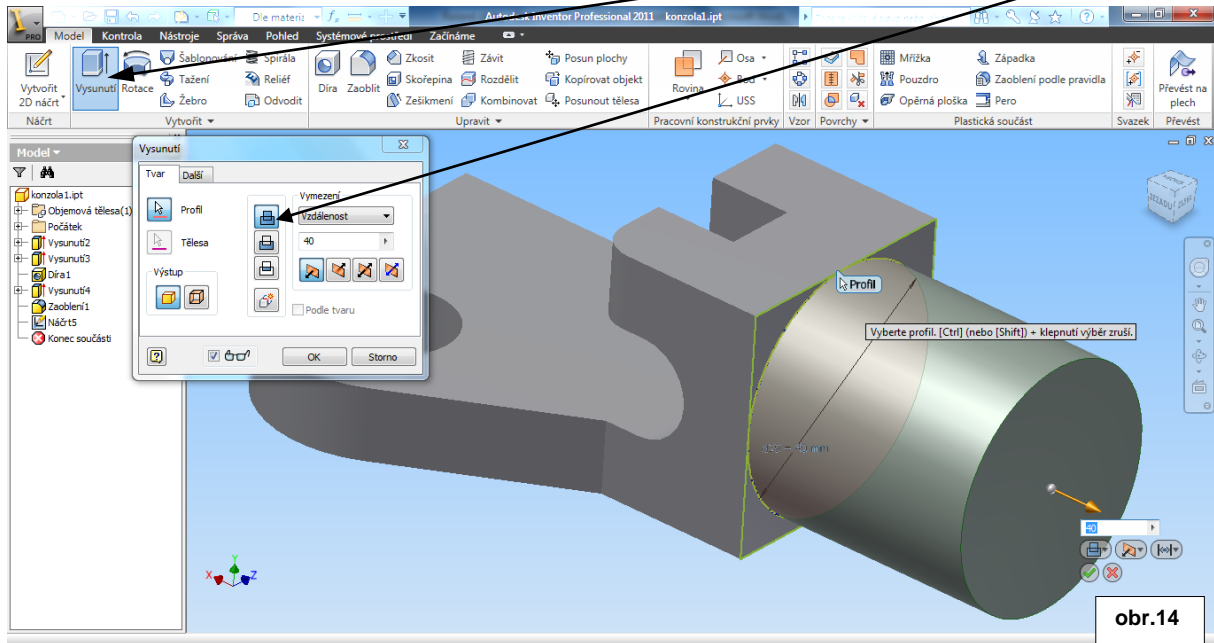 Dle materiá
Autodesk Inventor Professional 2011 konzola1.ipt
PRO Model Kontrola Nástroje Správa Pohled Systémové prostředí Začínáme
Vytvořit 2D náčrt
Vysunutí
Rotace
Šablonování
Tažení
Žebro
Spirála
Reliéf
Odvodit
Díra
Zaoblit
Zkosit
Skořepina
Zešikmení
Závit
Rozdělit
Kombinovat
Posun plochy
Kopírovat objekt
Posunout tělesa
Rovina
Osa
Bod
USS
Mřížka
Pouzdro
Opěrná ploška
Západka
Zaoblení podle pravidla
Pero
Převést na plech
Náčrt
Vytvořit
Upravit
Pracovní konstrukční prvky
Vzor
Povrchy
Plastická součást
Svazek
Převést
Model
konzola1.ipt
Objemová tělesa(1)
Počátek
Vysunutí2
Vysunutí3
Díra1
Vysunutí4
Zaoblení1
Náčrt5
Konec součásti
Vysunutí
Tvar
Další
Profil
Tělesa
Výstup
Vymezení
Vzdálenost
40
Podle tvaru
OK
Storno
Profil
Vyberte profil. [Ctrl] (nebo [Shift]) + klepnutí výběr zruší.
40
X
Y
Z
obr.14